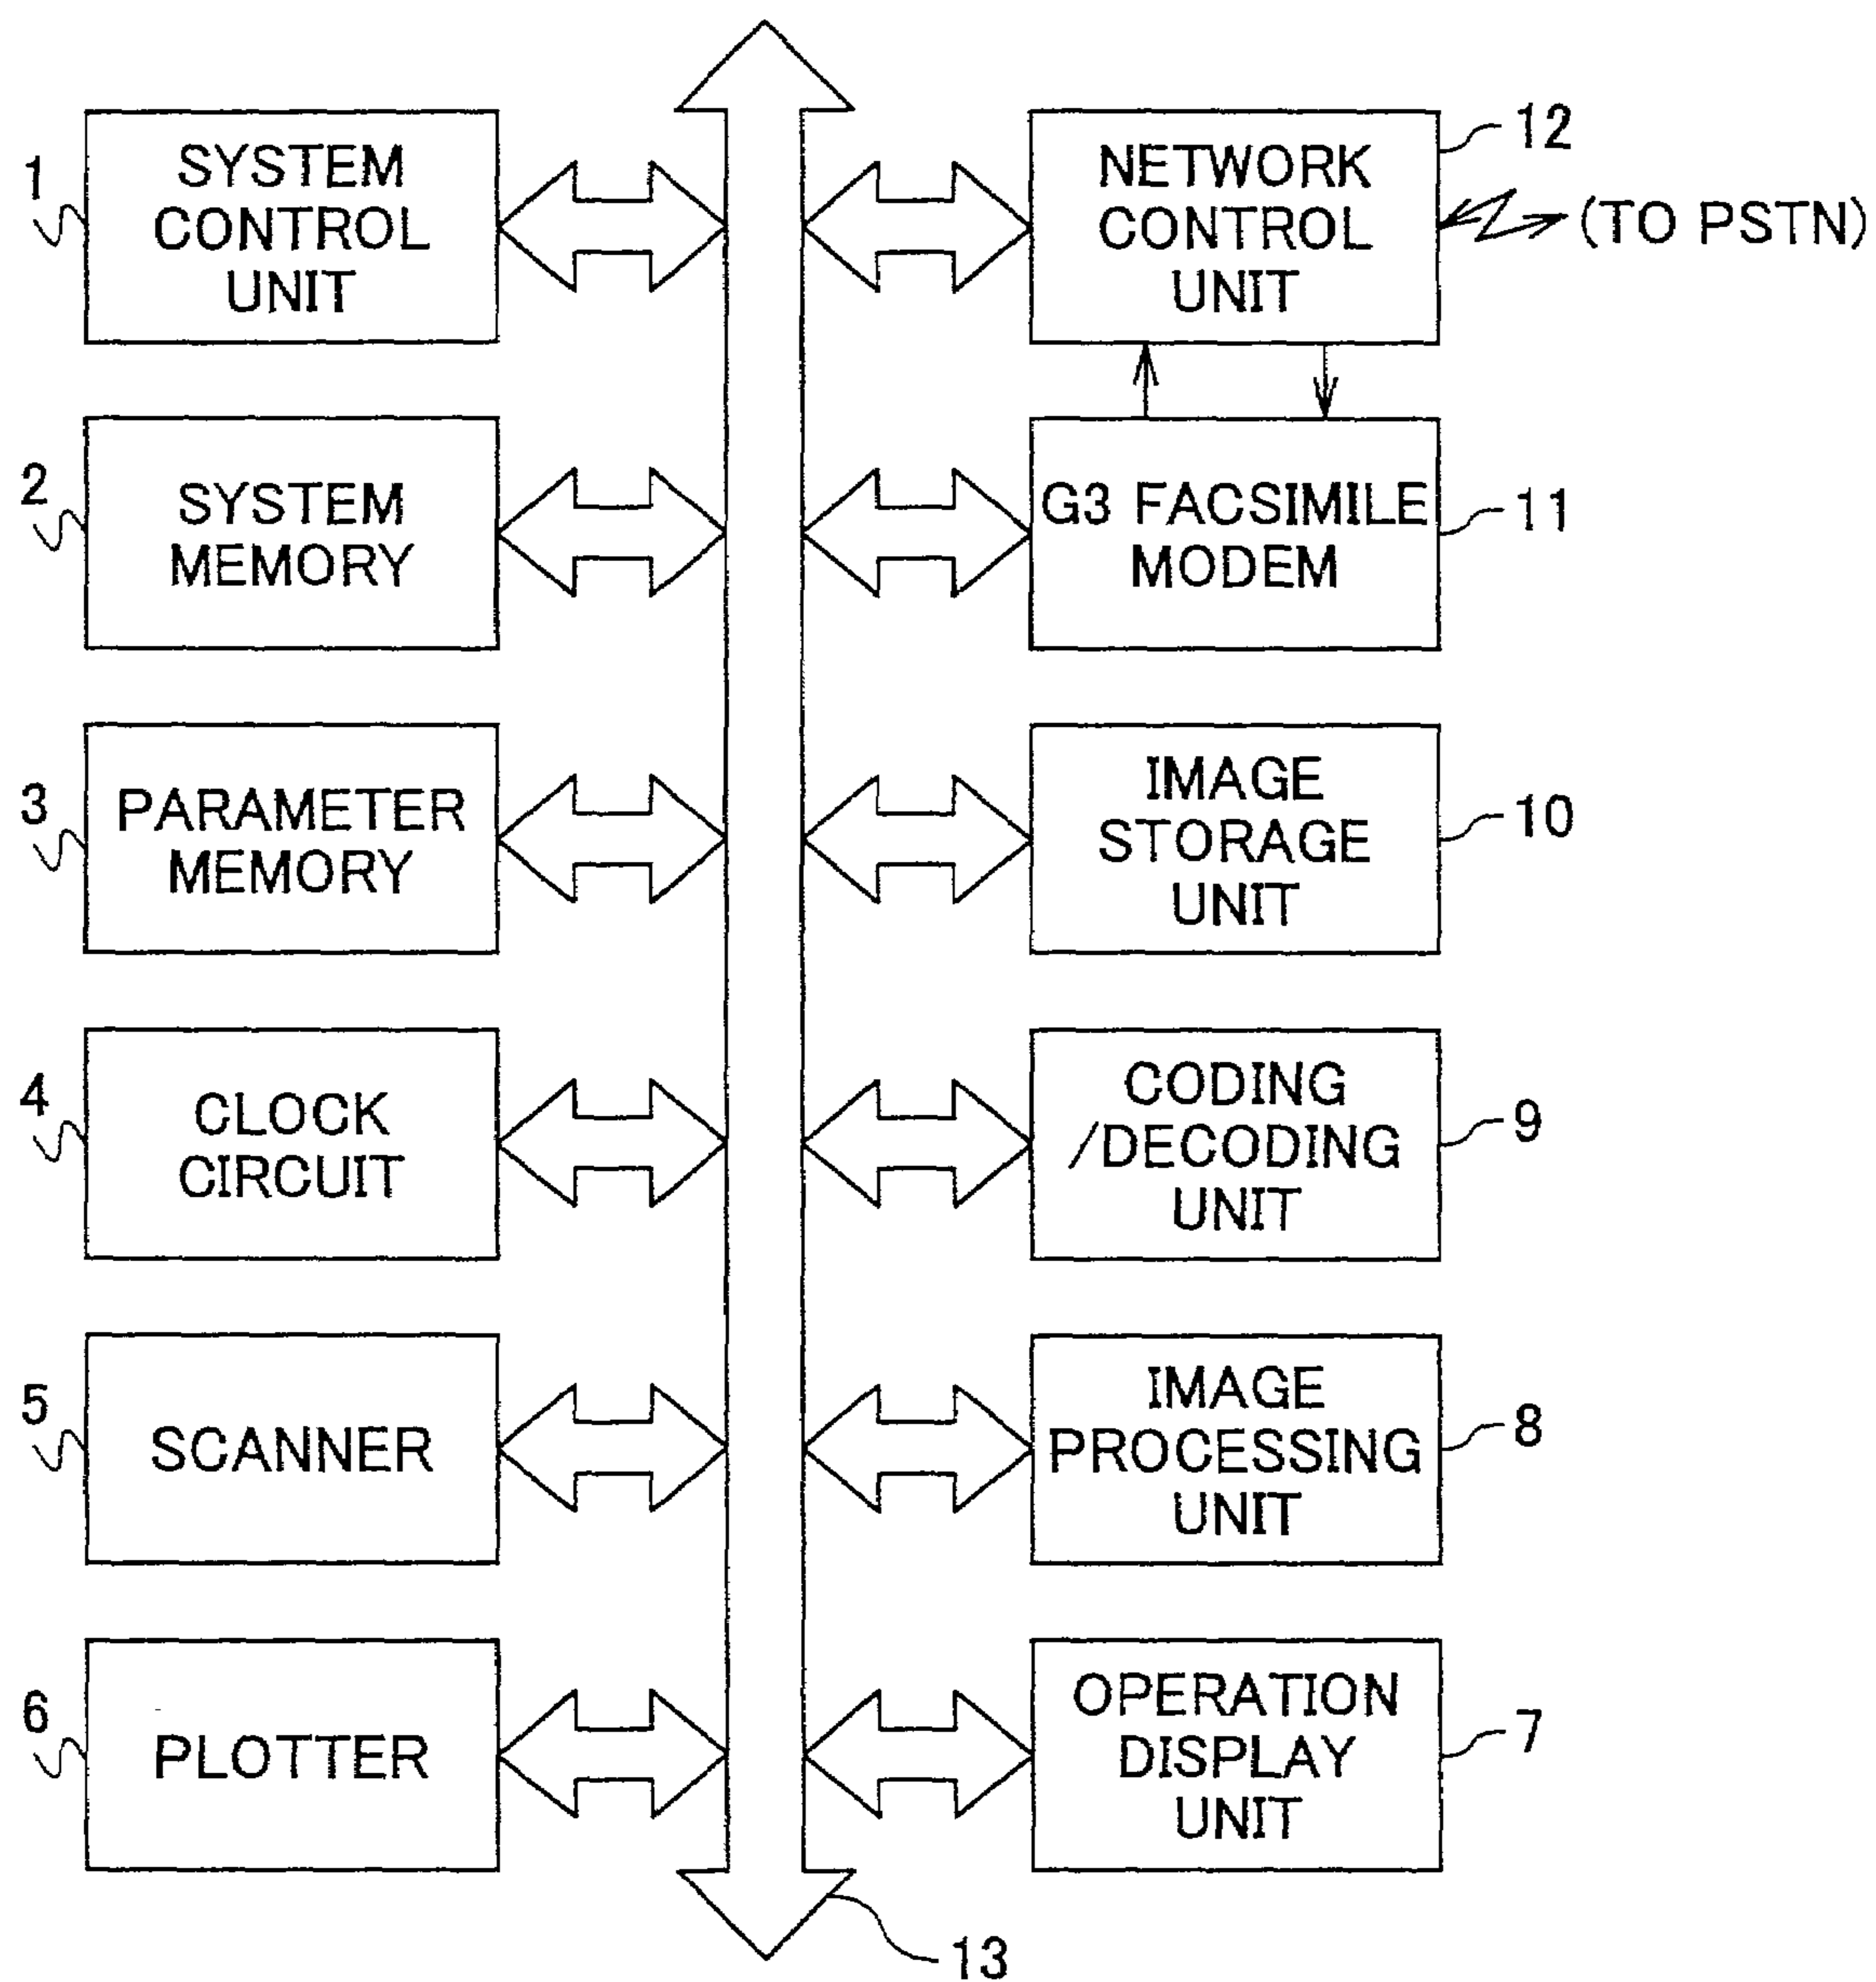 1
SYSTEM
CONTROL
UNIT
12
NETWORK
CONTROL
UNIT
(TO PSTN)
2
SYSTEM
MEMORY
G3 FACSIMILE
MODEM
11
3
PARAMETER
MEMORY
IMAGE
STORAGE
UNIT
10
4
CLOCK
CIRCUIT
CODING
/DECODING
UNIT
9
5
SCANNER
IMAGE
PROCESSING
UNIT
8
6
PLOTTER
OPERATION
DISPLAY
UNIT
7
13